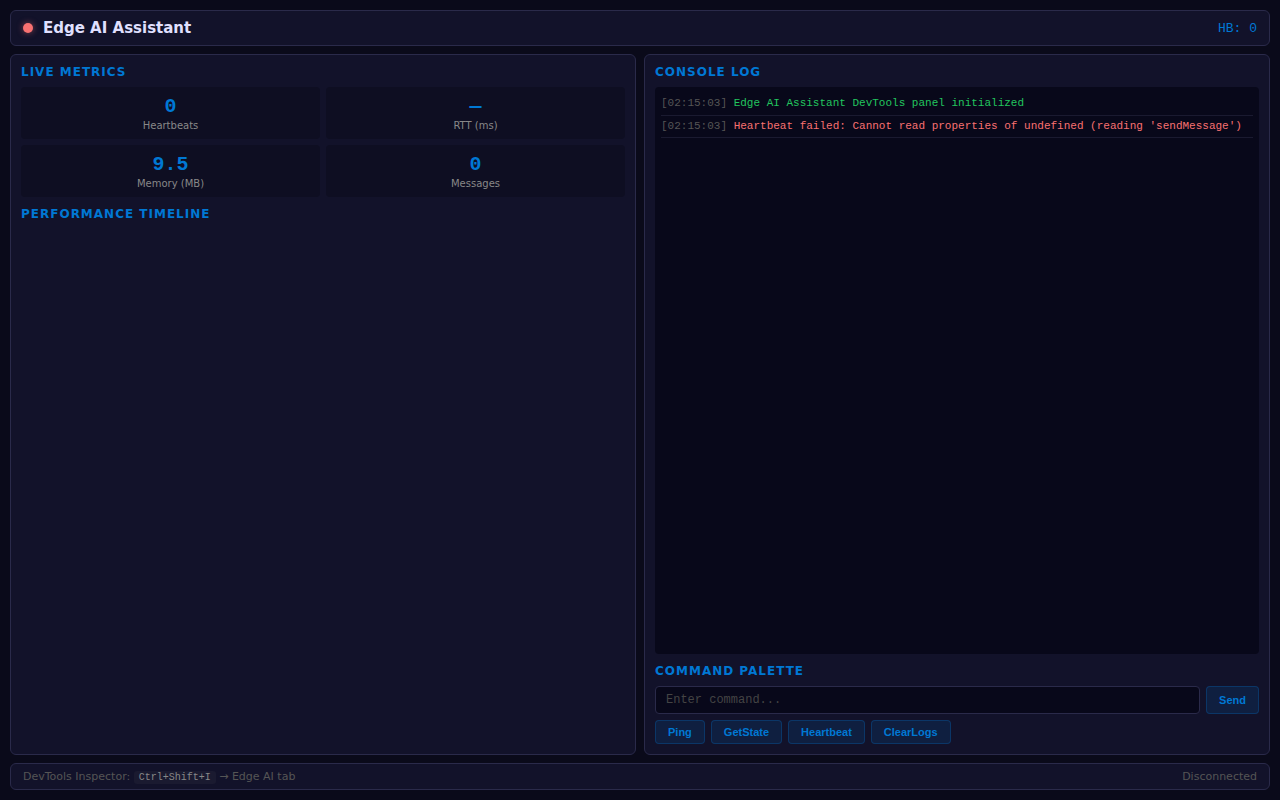 Edge AI Assistant
HB: 0
LIVE METRICS
0
Heartbeats
—
RTT (ms)
9.5
Memory (MB)
0
Messages
PERFORMANCE TIMELINE
CONSOLE LOG
[02:15:03] Edge AI Assistant DevTools panel initialized
[02:15:03] Heartbeat failed: Cannot read properties of undefined (reading 'sendMessage')
COMMAND PALETTE
Enter command...
Send
Ping
GetState
Heartbeat
ClearLogs
DevTools Inspector: Ctrl+Shift+I → Edge AI tab
Disconnected